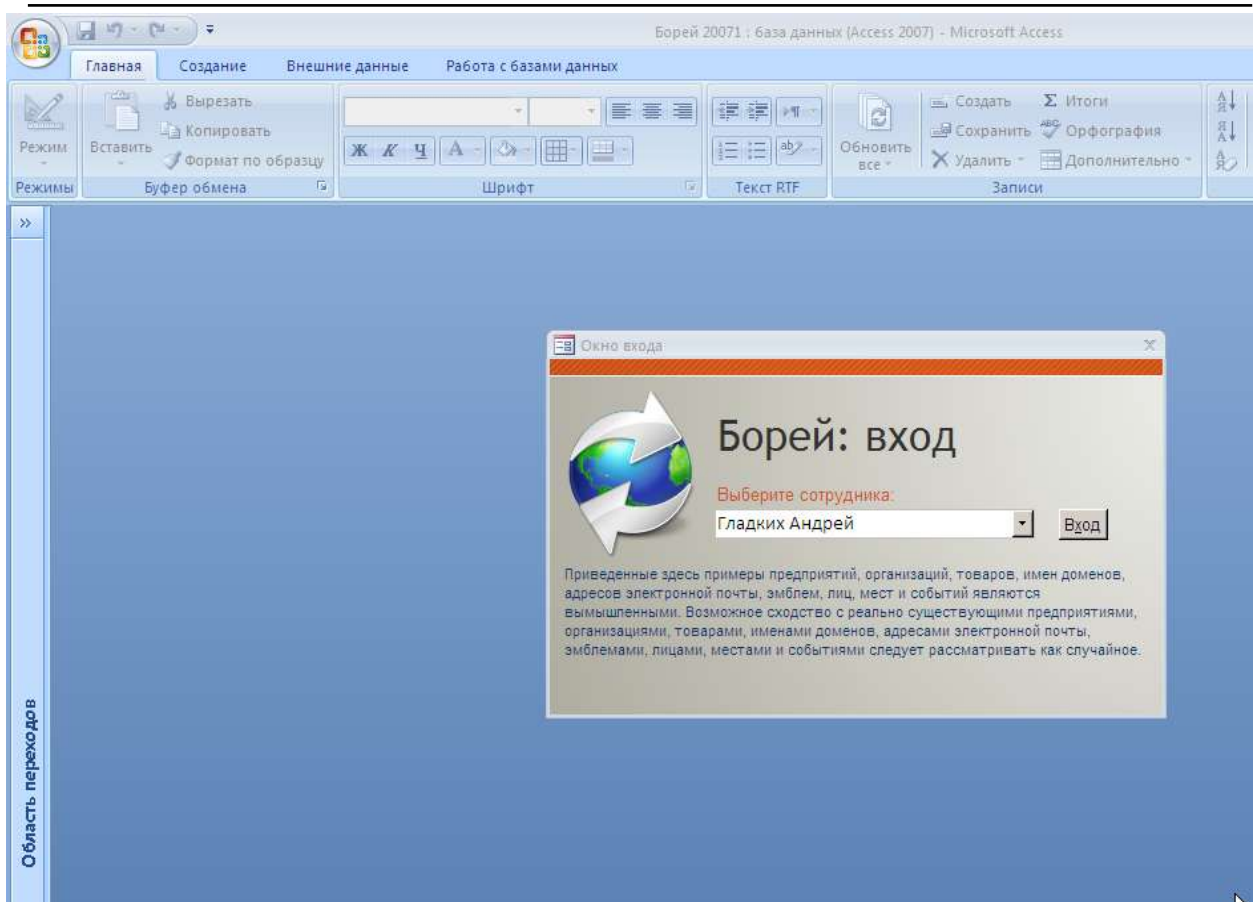 Борей 20071 : база данных (Access 2007) - Microsoft Access
Главная Создание Внешние данные Работа с базами данных
Режим
Вставить
Вырезать
Копировать
Формат по образцу
Ж К Ч
Обновить все
Создать
Сохранить
Удалить
Итоги
Орфография
Дополнительно
Режимы Буфер обмена Шрифт Текст RTF Записи
Область переходов
Окно входа
Борей: вход
Выберите сотрудника:
Гладких Андрей Вход
Приведенные здесь примеры предприятий, организаций, товаров, имен доменов,
адресов электронной почты, эмблем, лиц, мест и событий являются
вымышленными. Возможное сходство с реально существующими предприятиями,
организациями, товарами, именами доменов, адресами электронной почты,
эмблемами, лицами, местами и событиями следует рассматривать как случайное.